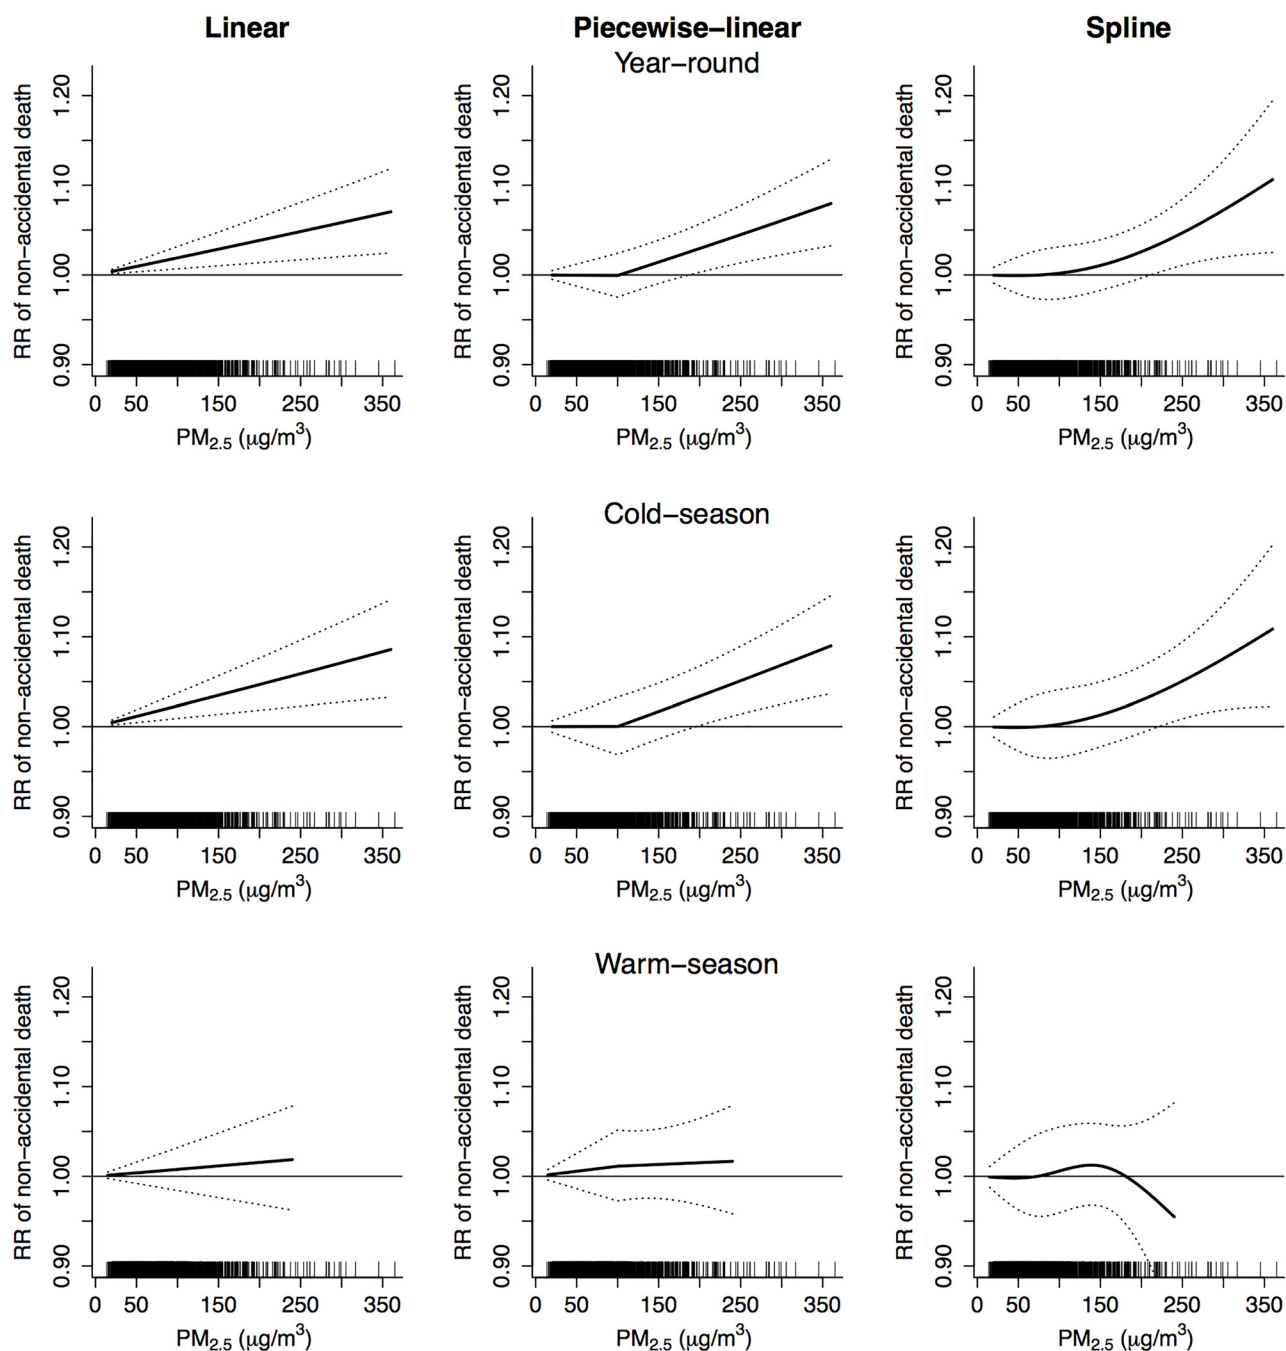 Linear Piecewise–linear Spline
Year–round
RR of non–accidental death
0.90 1.00 1.10 1.20
0 50 150 250 350
PM2.5 (μg/m3)
RR of non–accidental death
0.90 1.00 1.10 1.20
0 50 150 250 350
PM2.5 (μg/m3)
RR of non–accidental death
0.90 1.00 1.10 1.20
0 50 150 250 350
PM2.5 (μg/m3)
Cold–season
RR of non–accidental death
0.90 1.00 1.10 1.20
0 50 150 250 350
PM2.5 (μg/m3)
RR of non–accidental death
0.90 1.00 1.10 1.20
0 50 150 250 350
PM2.5 (μg/m3)
RR of non–accidental death
0.90 1.00 1.10 1.20
0 50 150 250 350
PM2.5 (μg/m3)
Warm–season
RR of non–accidental death
0.90 1.00 1.10 1.20
0 50 150 250 350
PM2.5 (μg/m3)
RR of non–accidental death
0.90 1.00 1.10 1.20
0 50 150 250 350
PM2.5 (μg/m3)
RR of non–accidental death
0.90 1.00 1.10 1.20
0 50 150 250 350
PM2.5 (μg/m3)